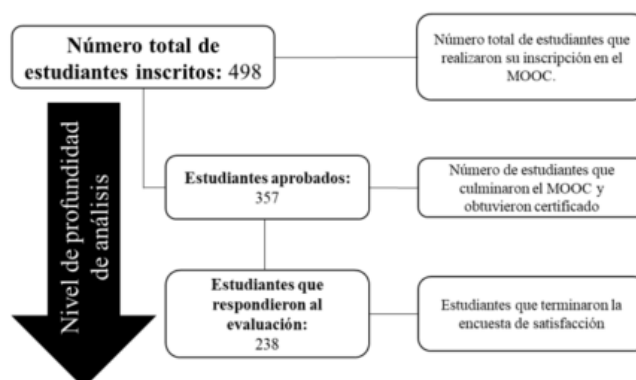 Número total de
estudiantes inscritos: 498
Número total de estudiantes que
realizaron su inscripción en el
MOOC.
Nivel de profundidad
de análisis
Estudiantes aprobados:
357
Número de estudiantes que
culminaron el MOOC y
obtuvieron certificado
Estudiantes que
respondieron al
evaluación:
238
Estudiantes que terminaron la
encuesta de satisfacción